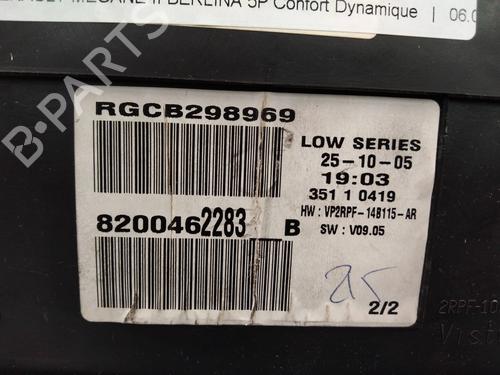 MEGANE II BERLINA 5P Confort Dynamique | 06.0
B-PARTS
RGCB298969
LOW SERIES
25-10-05
19:03
351 1 0419
HW : VP2RPF-14B115-AR
SW : V09.05
8200462283 B
2/2
2RPF-10
Vist